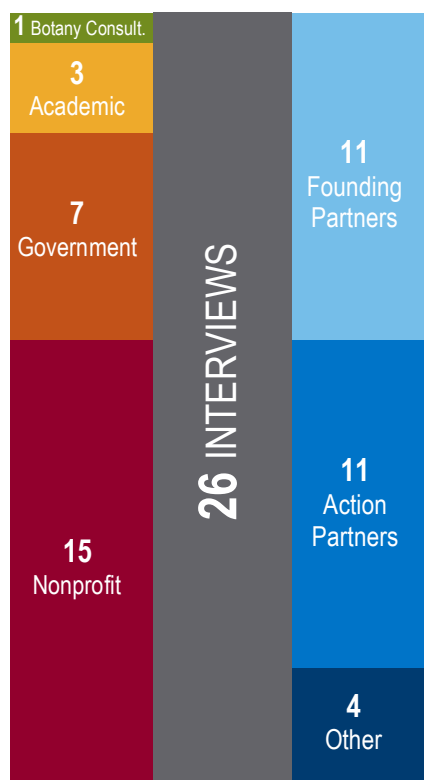 1 Botany Consult.
3
Academic
7
Government
15
Nonprofit
26 INTERVIEWS
11
Founding
Partners
11
Action
Partners
4
Other